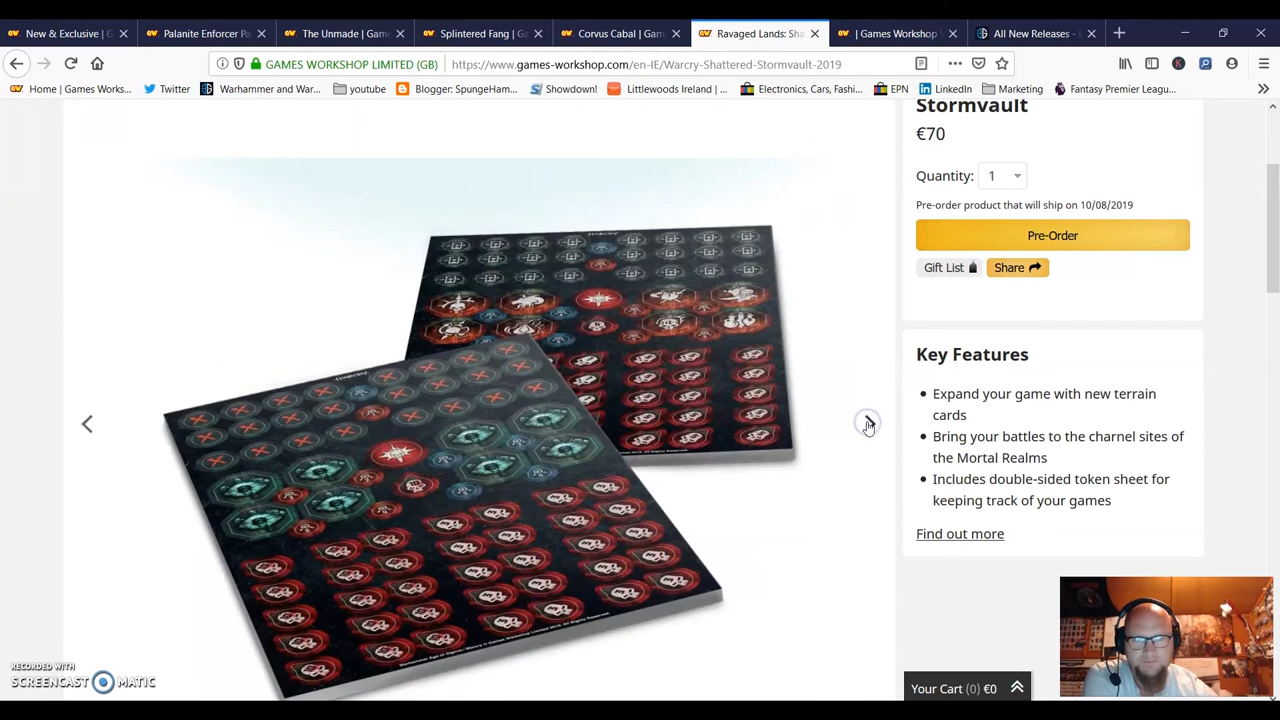 New & Exclusive | G
Palanite Enforcer Pa
The Unmade | Game
Splintered Fang | G
Corvus Cabal | Gam
Ravaged Lands: Sha
| Games Workshop V
All New Releases - E
GAMES WORKSHOP LIMITED (GB)
https://www.games-workshop.com/en-IE/Warcry-Shattered-Stormvault-2019
Home | Games Works...
Twitter
Warhammer and War...
youtube
Blogger: SpungeHam...
Showdown!
Littlewoods Ireland | ...
Electronics, Cars, Fashi...
EPN
LinkedIn
Marketing
Fantasy Premier Leagu...
Stormvault
€70
Quantity: 1
Pre-order product that will ship on 10/08/2019
Pre-Order
Gift List
Share
Key Features
Expand your game with new terrain
cards
Bring your battles to the channel sites of
the Mortal Realms
Includes double-sided token sheet for
keeping track of your games
Find out more
RECORDED WITH
SCREENCAST MATIC
Your Cart (0) €0